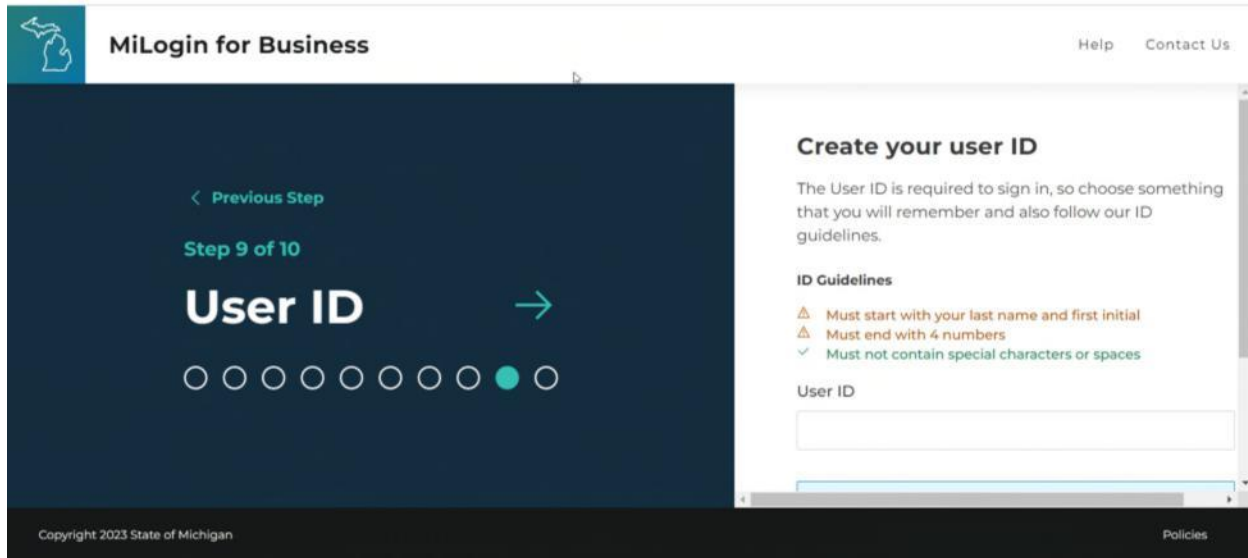 MiLogin for Business
Help Contact Us
Previous Step
Step 9 of 10
User ID
Create your user ID
The User ID is required to sign in, so choose something
that you will remember and also follow our ID
guidelines.
ID Guidelines
Must start with your last name and first initial
Must end with 4 numbers
Must not contain special characters or spaces
User ID
Copyright 2023 State of Michigan
Policies